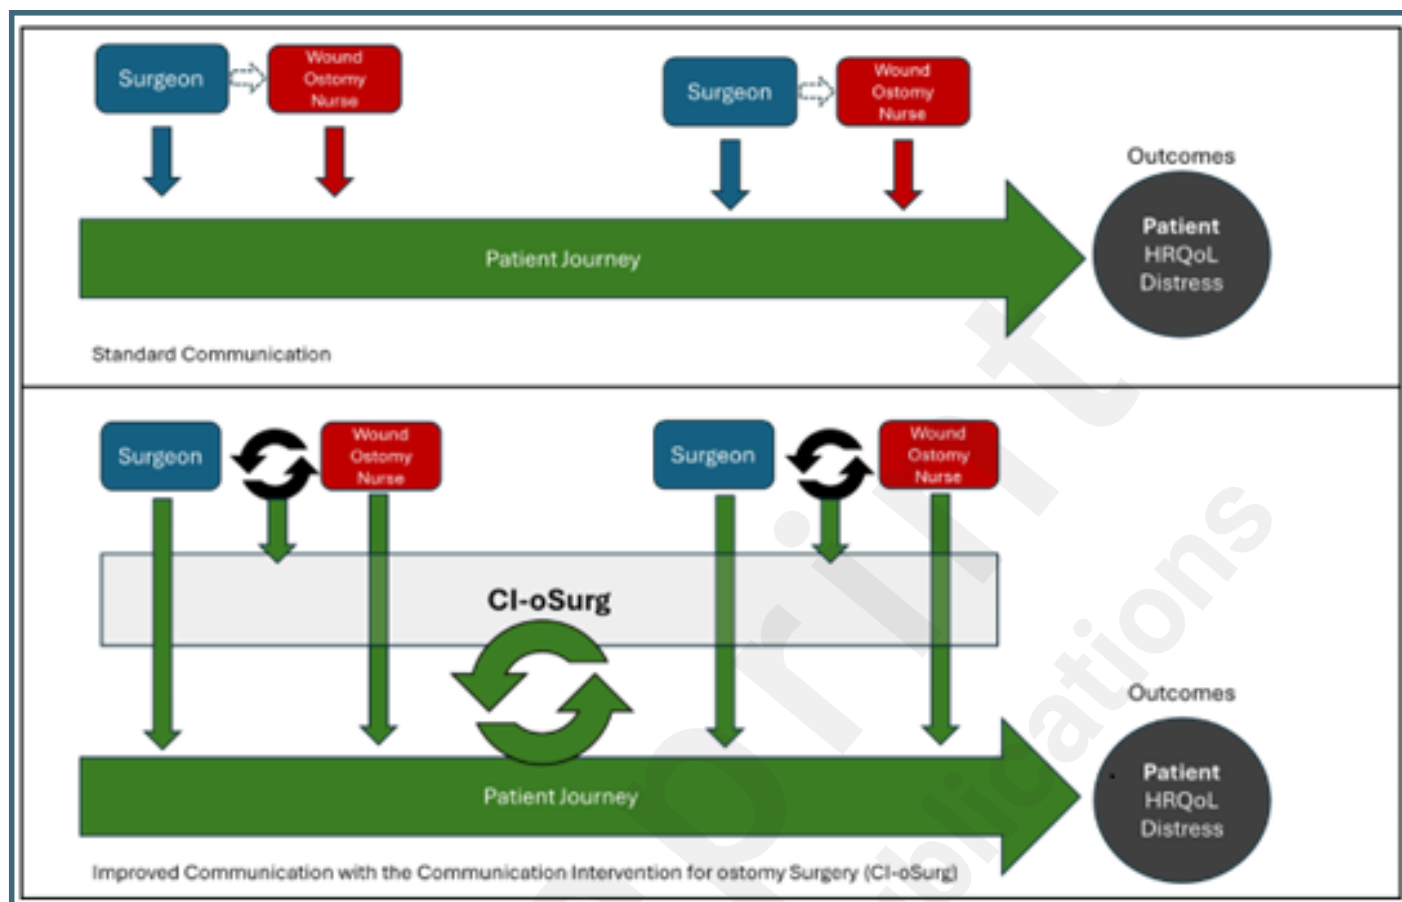 Surgeon
Wound
Ostomy
Nurse
Surgeon
Wound
Ostomy
Nurse
Outcomes
Patient
HRQoL
Distress
Patient Journey
Standard Communication
Surgeon
Wound
Ostomy
Nurse
Surgeon
Wound
Ostomy
Nurse
CI-oSurg
Outcomes
Patient
HRQoL
Distress
Patient Journey
Improved Communication with the Communication Intervention for ostomy Surgery (CI-oSurg)
print
blications